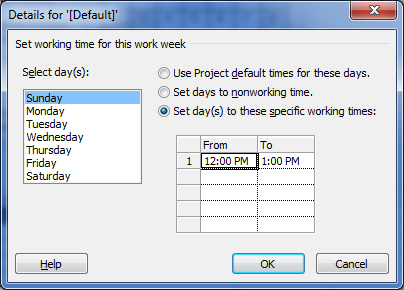 Details for '[Default]'
Set working time for this work week
Select day(s):
Sunday
Monday
Tuesday
Wednesday
Thursday
Friday
Saturday
Use Project default times for these days.
Set days to nonworking time.
Set day(s) to these specific working times:
From To
1 12:00 PM 1:00 PM
Help OK Cancel